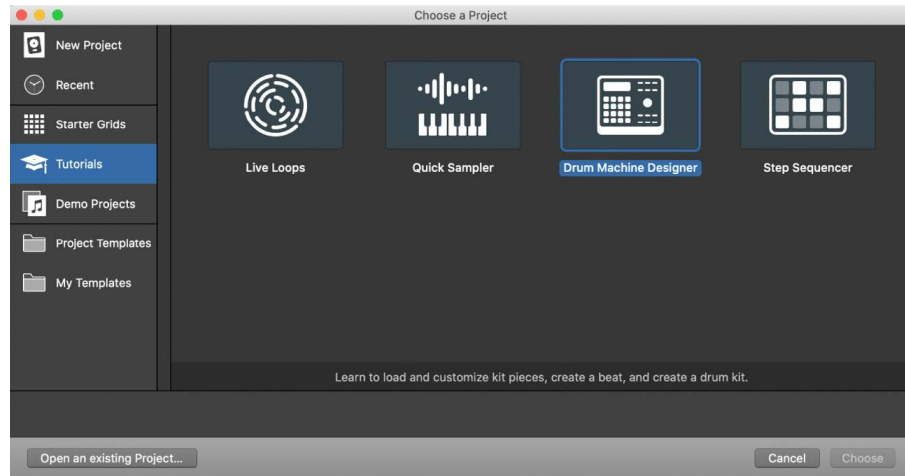 Choose a Project
New Project
Recent
Starter Grids
Tutorials
Demo Projects
Project Templates
My Templates
Live Loops
Quick Sampler
Drum Machine Designer
Step Sequencer
Learn to load and customize kit pieces, create a beat, and create a drum kit.
Open an existing Project...
Cancel
Choose